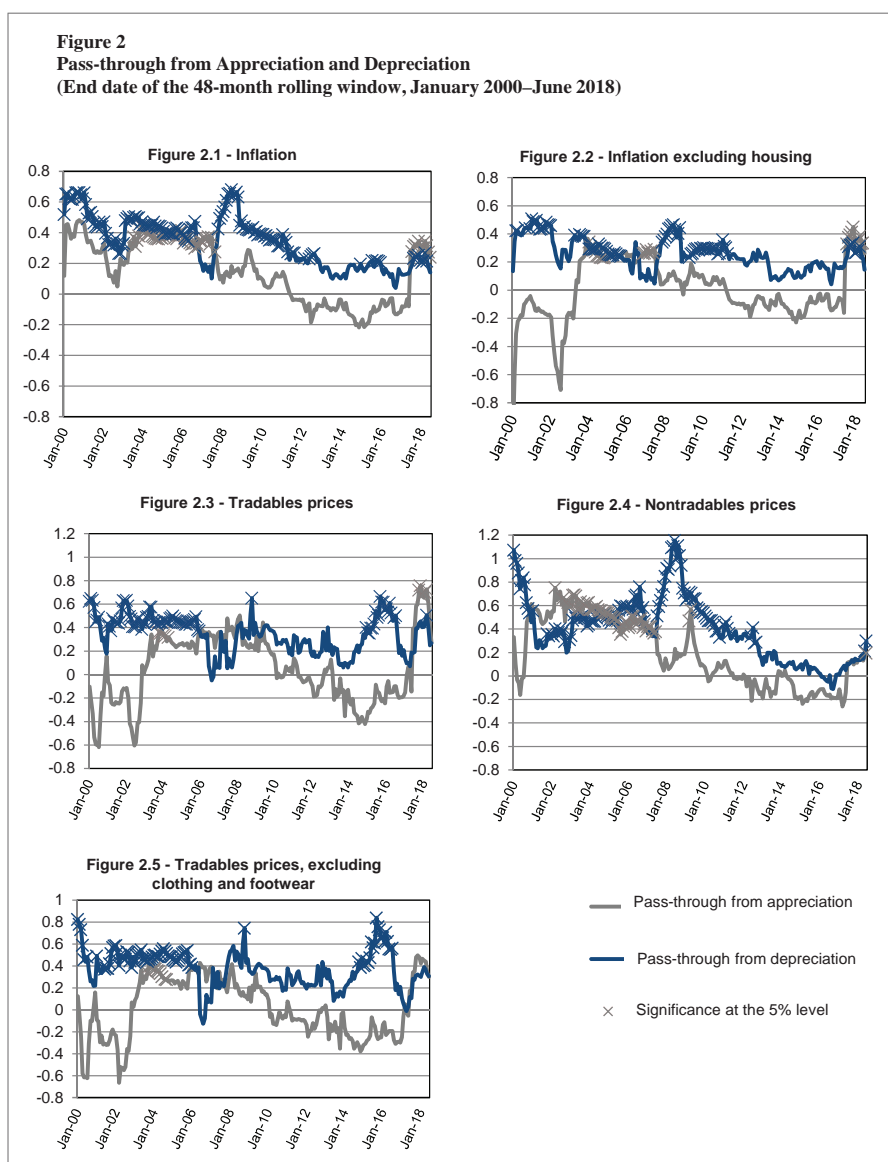 Figure 2
Pass-through from Appreciation and Depreciation
(End date of the 48-month rolling window, January 2000–June 2018)
Figure 2.1 - Inflation
0.8
0.6
0.4
0.2
0
-0.2
-0.4
-0.6
-0.8
Jan-00
Jan-02
Jan-04
Jan-06
Jan-08
Jan-10
Jan-12
Jan-14
Jan-16
Jan-18
Figure 2.2 - Inflation excluding housing
0.8
0.6
0.4
0.2
0
-0.2
-0.4
-0.6
-0.8
Jan-00
Jan-02
Jan-04
Jan-06
Jan-08
Jan-10
Jan-12
Jan-14
Jan-16
Jan-18
Figure 2.3 - Tradables prices
1.2
1
0.8
0.6
0.4
0.2
0
-0.2
-0.4
-0.6
-0.8
Jan-00
Jan-02
Jan-04
Jan-06
Jan-08
Jan-10
Jan-12
Jan-14
Jan-16
Jan-18
Figure 2.4 - Nontradables prices
1.2
1
0.8
0.6
0.4
0.2
0
-0.2
-0.4
-0.6
-0.8
Jan-00
Jan-02
Jan-04
Jan-06
Jan-08
Jan-10
Jan-12
Jan-14
Jan-16
Jan-18
Figure 2.5 - Tradables prices, excluding
clothing and footwear
1
0.8
0.6
0.4
0.2
0
-0.2
-0.4
-0.6
-0.8
Jan-00
Jan-02
Jan-04
Jan-06
Jan-08
Jan-10
Jan-12
Jan-14
Jan-16
Jan-18
Pass-through from appreciation
Pass-through from depreciation
Significance at the 5% level